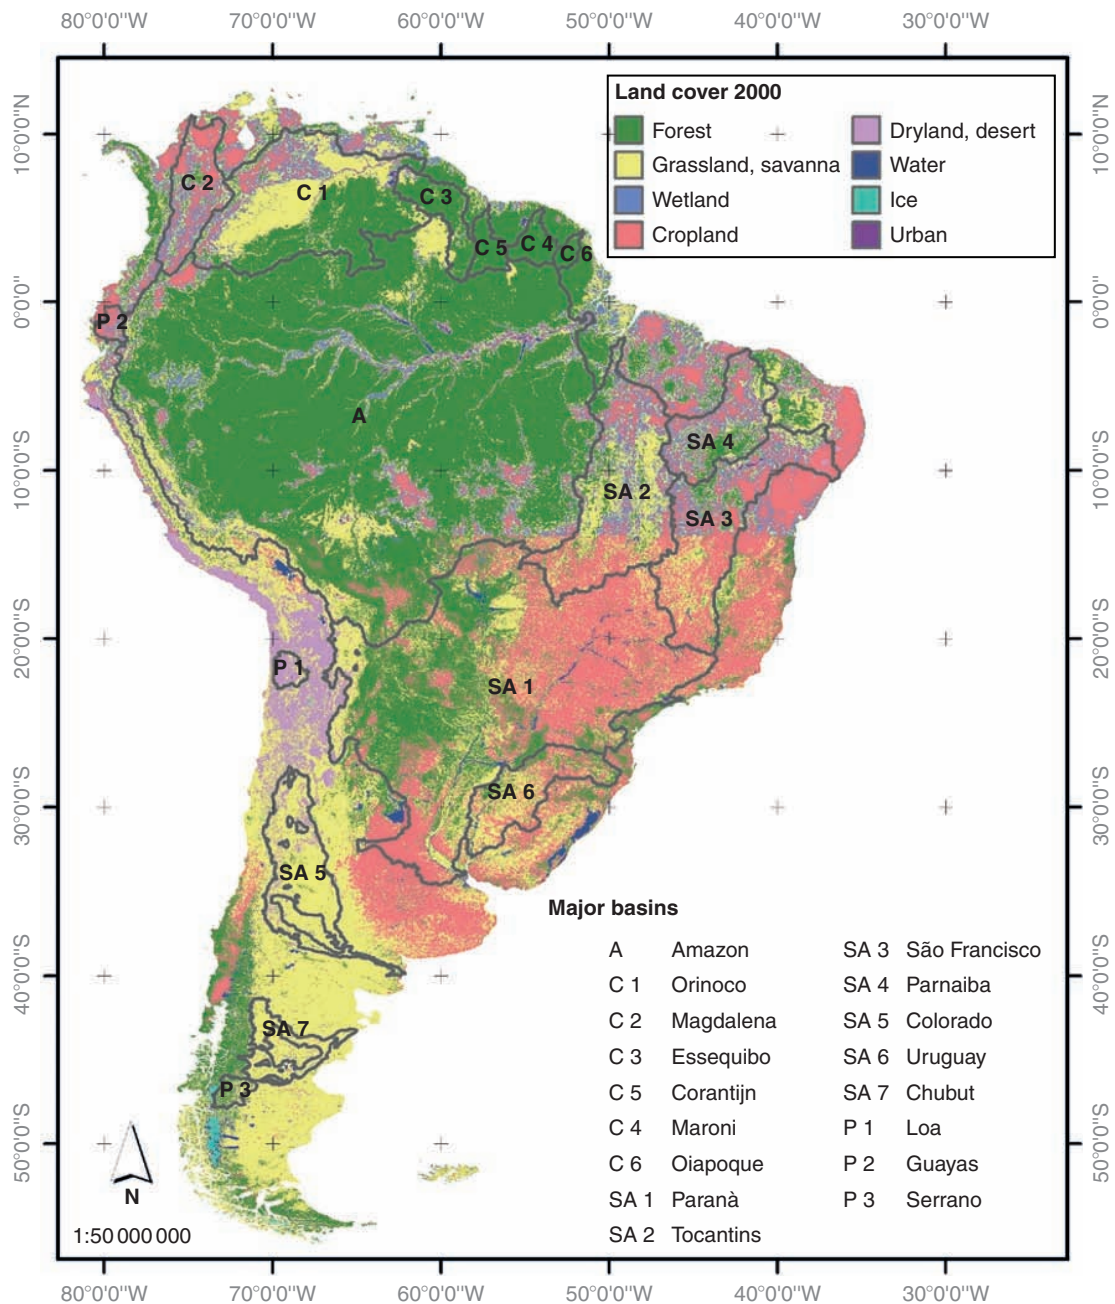 80°0'0"W 70°0'0"W 60°0'0"W 50°0'0"W 40°0'0"W 30°0'0"W
10°0'0"N
0°0'0"
10°0'0"S
20°0'0"S
30°0'0"S
40°0'0"S
50°0'0"S
Land cover 2000
Forest
Grassland, savanna
Wetland
Cropland
Dryland, desert
Water
Ice
Urban
C 2
C 1
C 3
C 5
C 4
C 6
P 2
A
SA 4
SA 2
SA 3
P 1
SA 1
SA 6
SA 5
SA 7
P 3
Major basins
A Amazon
C 1 Orinoco
C 2 Magdalena
C 3 Essequibo
C 5 Corantijn
C 4 Maroni
C 6 Oiapoque
SA 1 Paranà
SA 2 Tocantins
SA 3 São Francisco
SA 4 Parnaiba
SA 5 Colorado
SA 6 Uruguay
SA 7 Chubut
P 1 Loa
P 2 Guayas
P 3 Serrano
N
1:50 000 000
10°0'0"N
0°0'0"
10°0'0"S
20°0'0"S
30°0'0"S
40°0'0"S
50°0'0"S
80°0'0"W 70°0'0"W 60°0'0"W 50°0'0"W 40°0'0"W 30°0'0"W